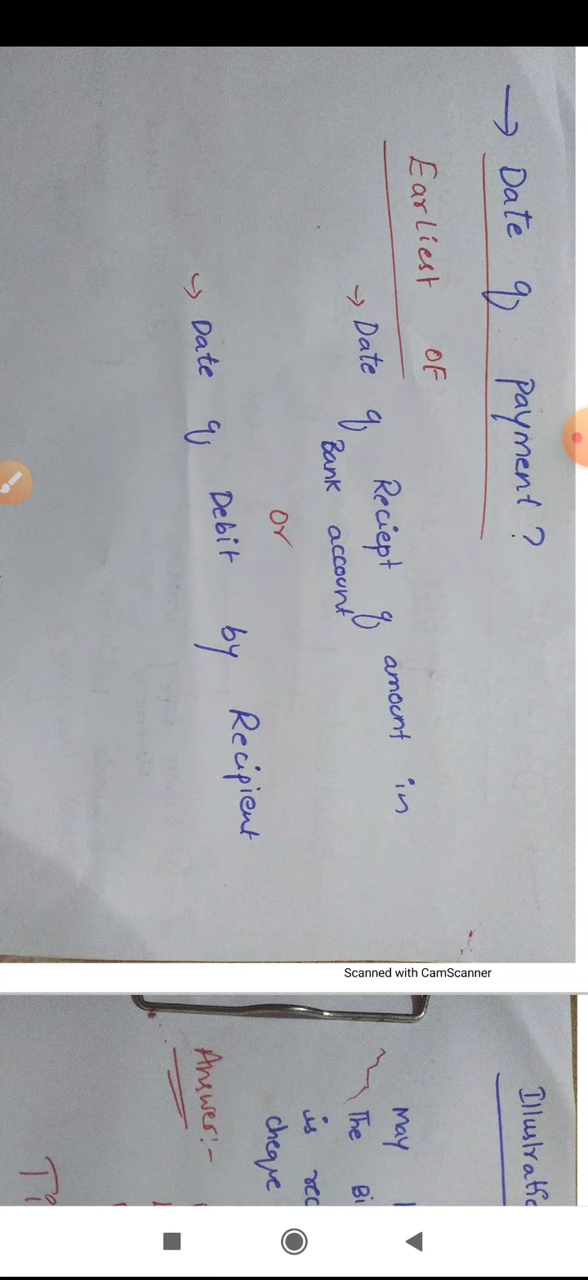 → Date of payment?
Earliest OF
→ Date of Reciept of amount in
Bank account
or
→ Date of Debit by Recipient
Scanned with CamScanner
Illustratio
May
The Bi
is rec
cheque
Answer:-